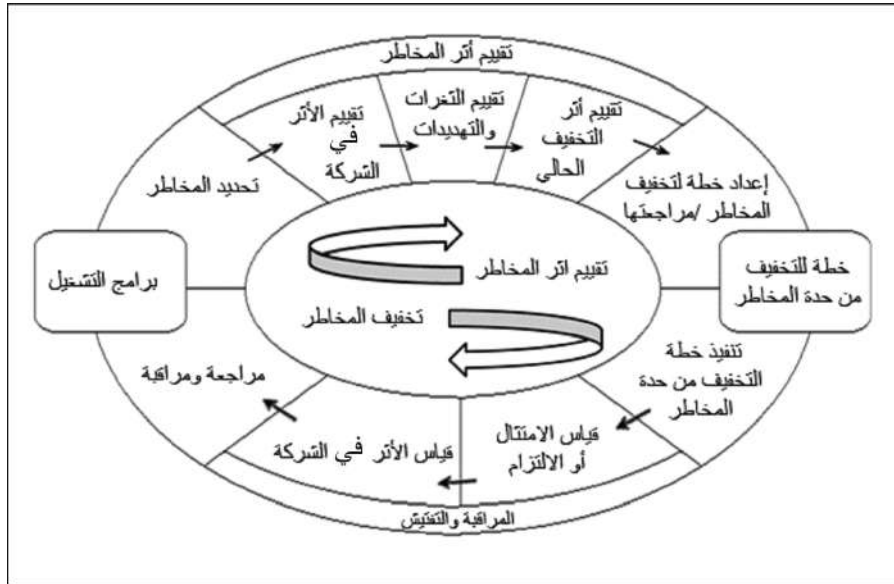 تقييم أثر المخاطر
تقييم الأثر
في
الشركة
تقييم الثغرات
والتهديدات
تقييم أثر
التخفيف
الحالي
تحديد المخاطر
إعداد خطة لتخفيف
المخاطر /مراجعتها
برامج التشغيل
خطة للتخفيف
من حدة المخاطر
تقييم اثر المخاطر
تخفيف المخاطر
تنفيذ خطة
التخفيف من حدة
المخاطر
قياس الامتثال
أو الالتزام
قياس الأثر في الشركة
مراجعة ومراقبة
المراقبة والتفتيش